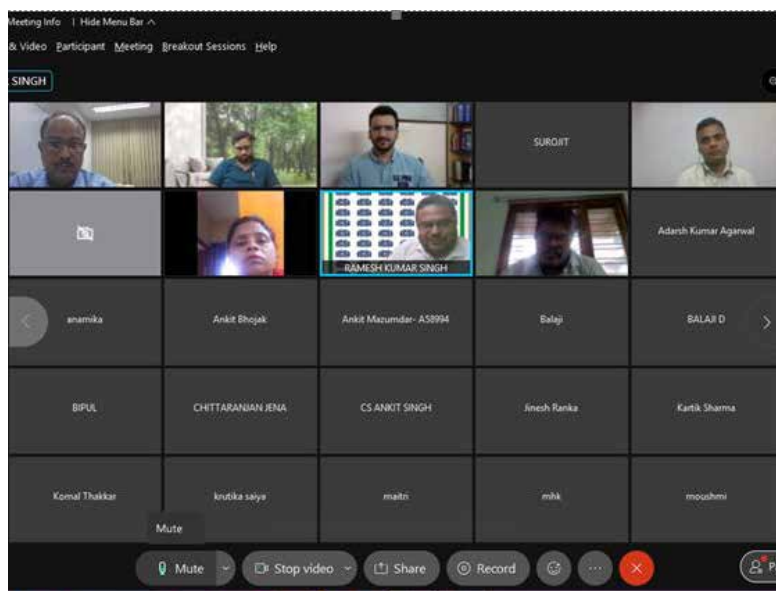 Meeting Info | Hide Menu Bar
& Video Participant Meeting Breakout Sessions Help
SINGH
SUROJIT
RAMESH KUMAR SINGH
Adarsh Kumar Agarwal
anamika
Ankit Bhojak
Ankit Mazumdar- A58994
Balaji
BALAJI D
BIPUL
CHITTARANJAN JENA
CS ANKIT SINGH
Jinesh Ranka
Kartik Sharma
Komal Thakkar
krutika saiya
maitri
mhk
moushmi
Mute
Mute
Stop video
Share
Record